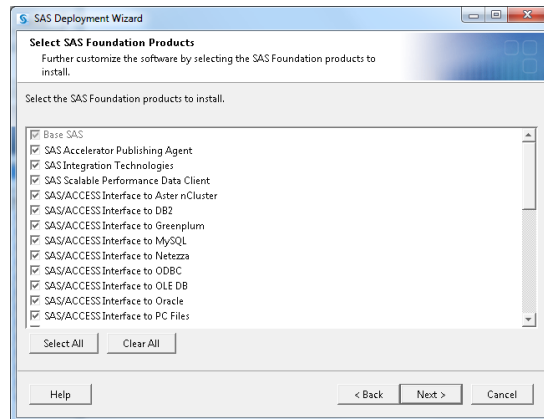 SAS Deployment Wizard
Select SAS Foundation Products
Further customize the software by selecting the SAS Foundation products to
install.
Select the SAS Foundation products to install.
Base SAS
SAS Accelerator Publishing Agent
SAS Integration Technologies
SAS Scalable Performance Data Client
SAS/ACCESS Interface to Aster nCluster
SAS/ACCESS Interface to DB2
SAS/ACCESS Interface to Greenplum
SAS/ACCESS Interface to MySQL
SAS/ACCESS Interface to Netezza
SAS/ACCESS Interface to ODBC
SAS/ACCESS Interface to OLE DB
SAS/ACCESS Interface to Oracle
SAS/ACCESS Interface to PC Files
Select All Clear All
Help < Back Next > Cancel